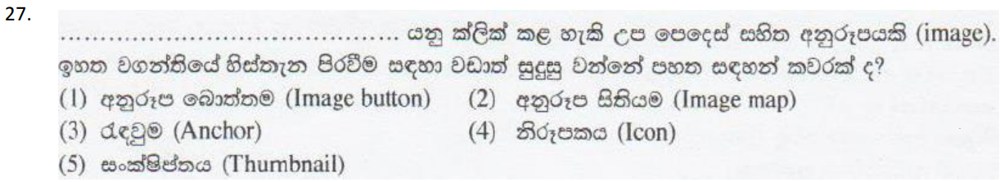 27.
............................................ යනු ක්ලික් කළ හැකි උප පෙදෙස් සහිත අනුරූපයකි (image).
ඉහත වගන්තියේ හිස්තැන පිරවීම සඳහා වඩාත් සුදුසු වන්නේ පහත සඳහන් කවරක් ද?
(1) අනුරූප බොත්තම (Image button) (2) අනුරූප සිතියම (Image map)
(3) රැඳවුම (Anchor) (4) නිරූපකය (Icon)
(5) සංක්ෂිප්තය (Thumbnail)